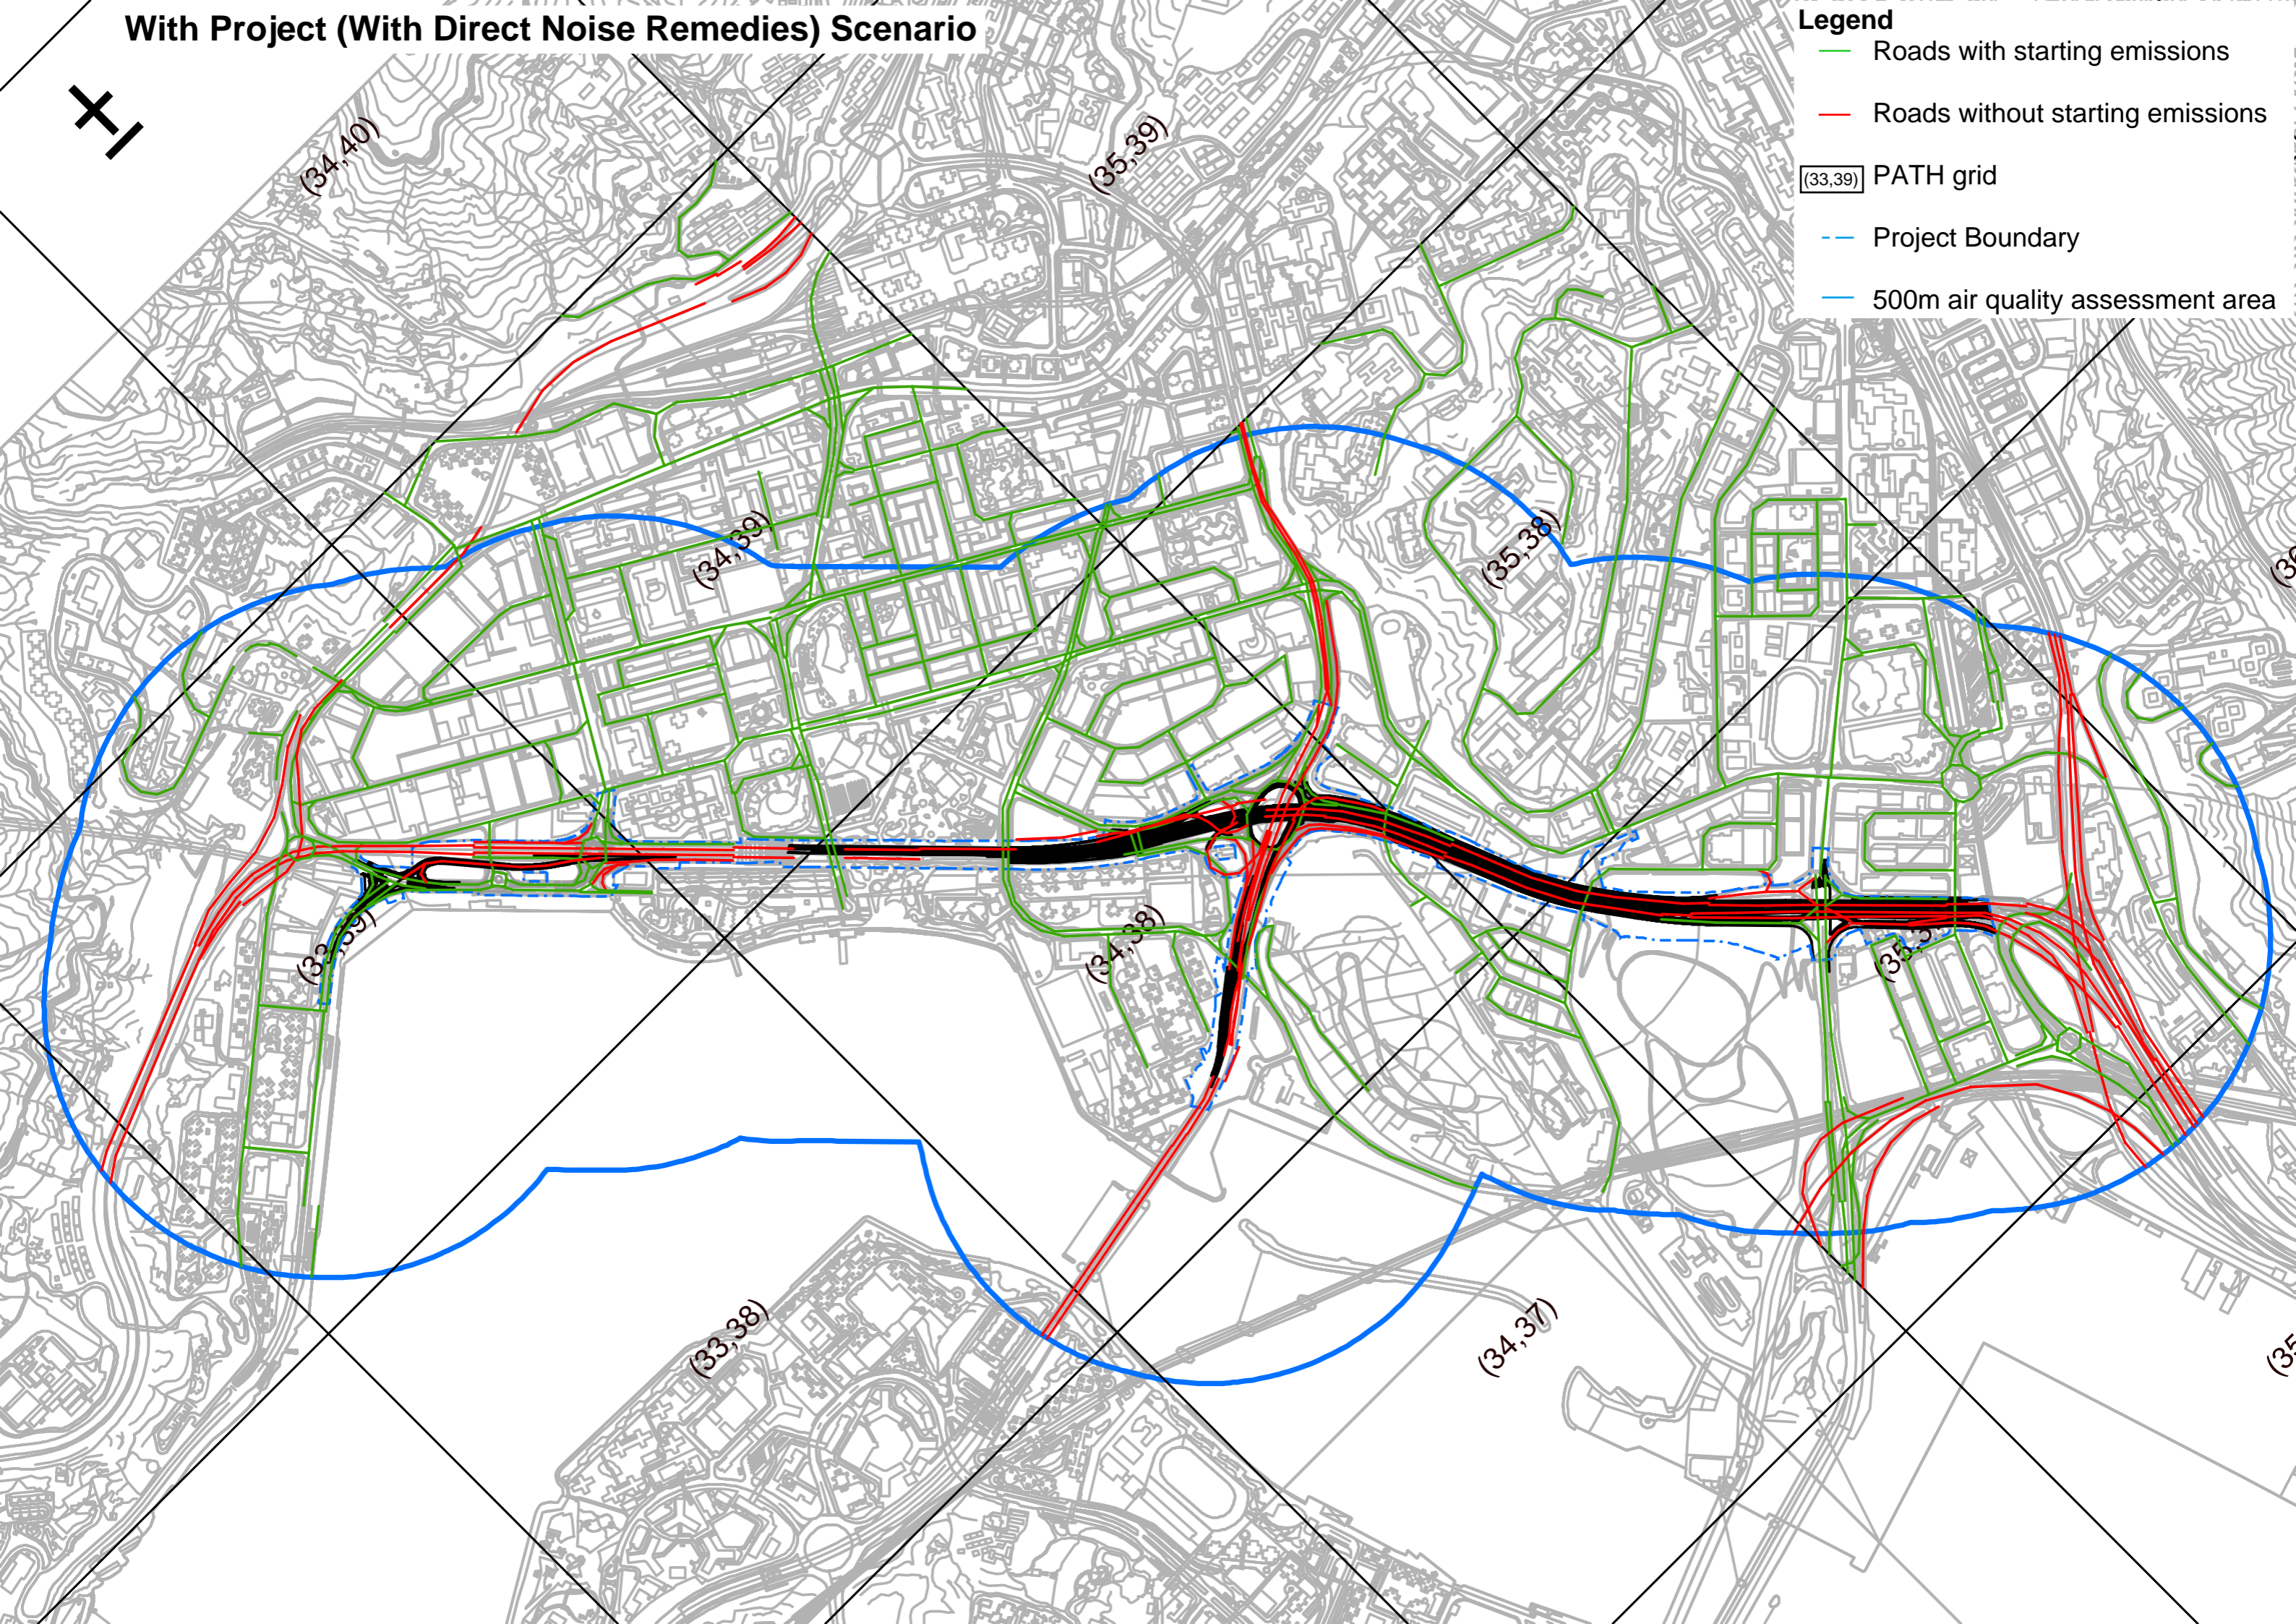 With Project (With Direct Noise Remedies) Scenario
Legend
Roads with starting emissions
Roads without starting emissions
(33,39) PATH grid
Project Boundary
500m air quality assessment area
(34,40)
(35,39)
(34,39)
(35,38)
(33,39)
(34,38)
(33,38)
(34,37)